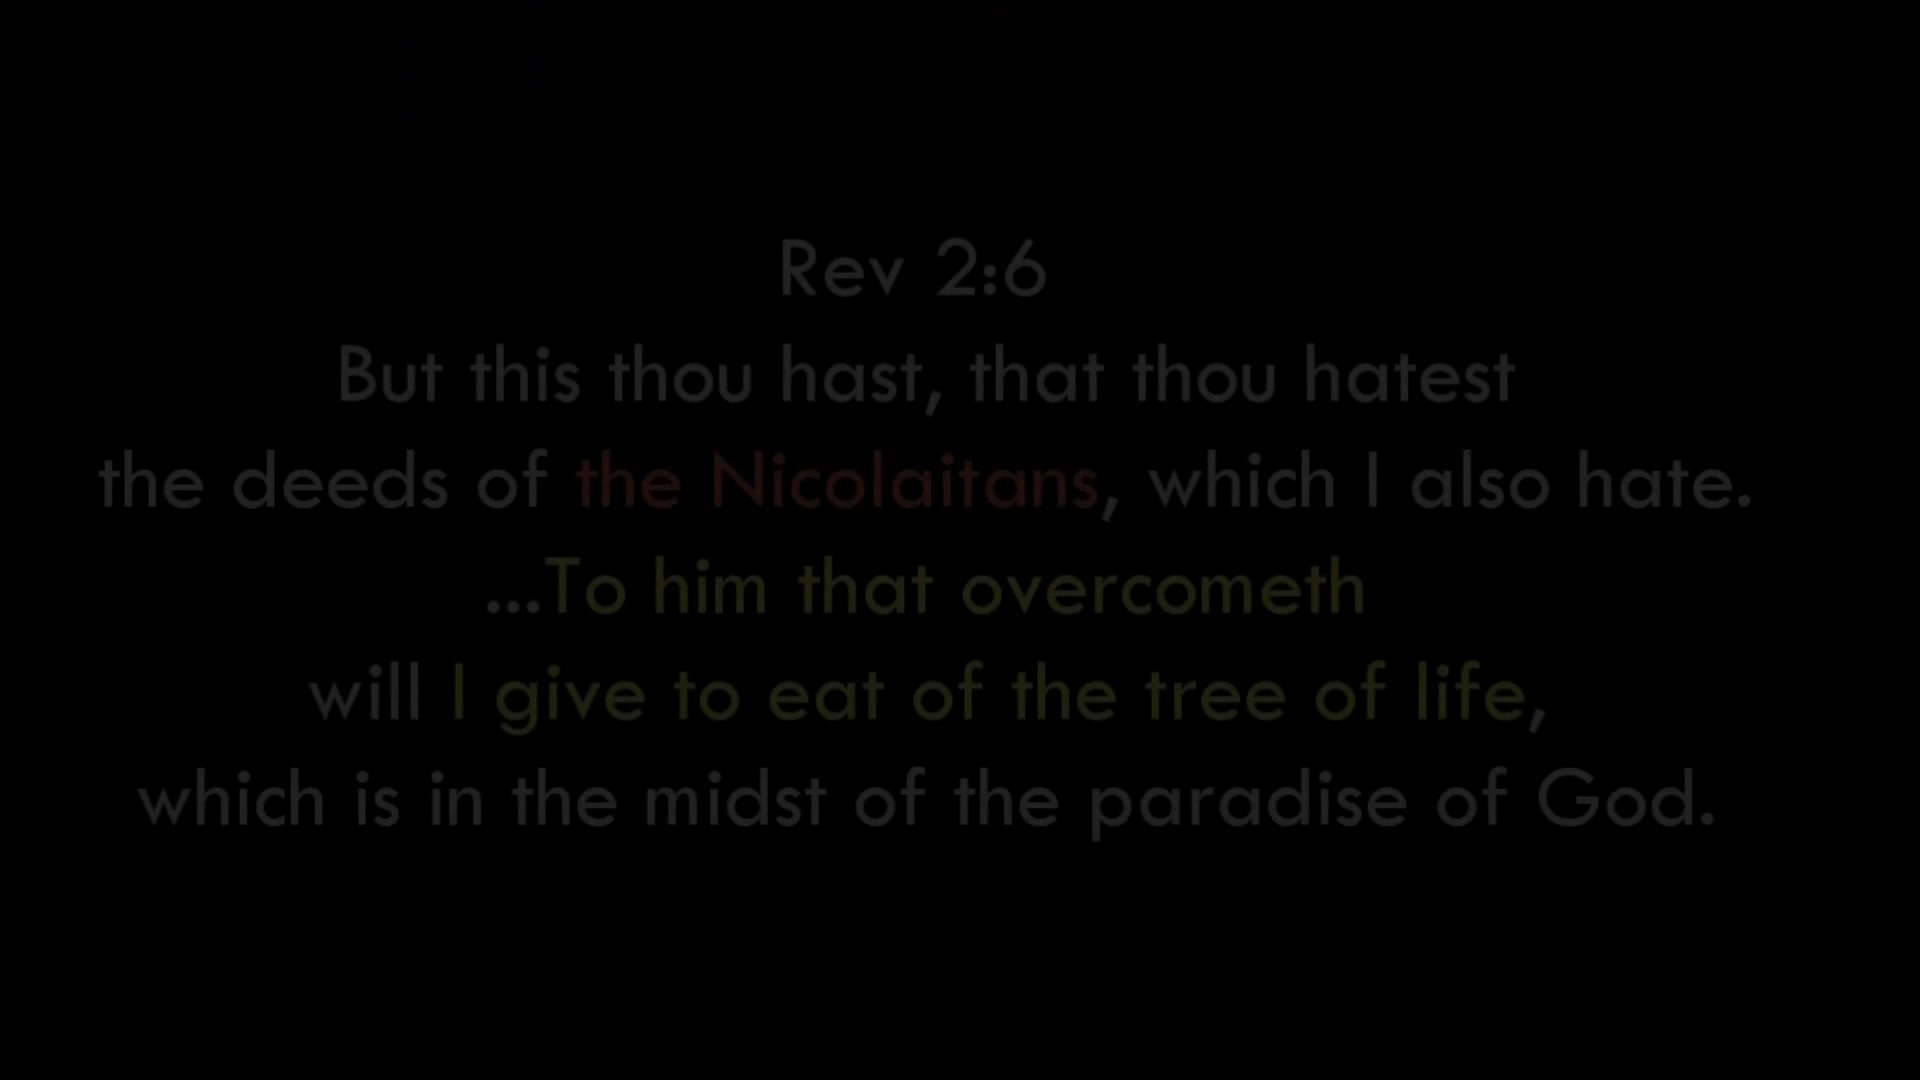 Rev 2:6
But this thou hast, that thou hatest
the deeds of the Nicolaitans, which I also hate.
...To him that overcometh
will I give to eat of the tree of life,
which is in the midst of the paradise of God.